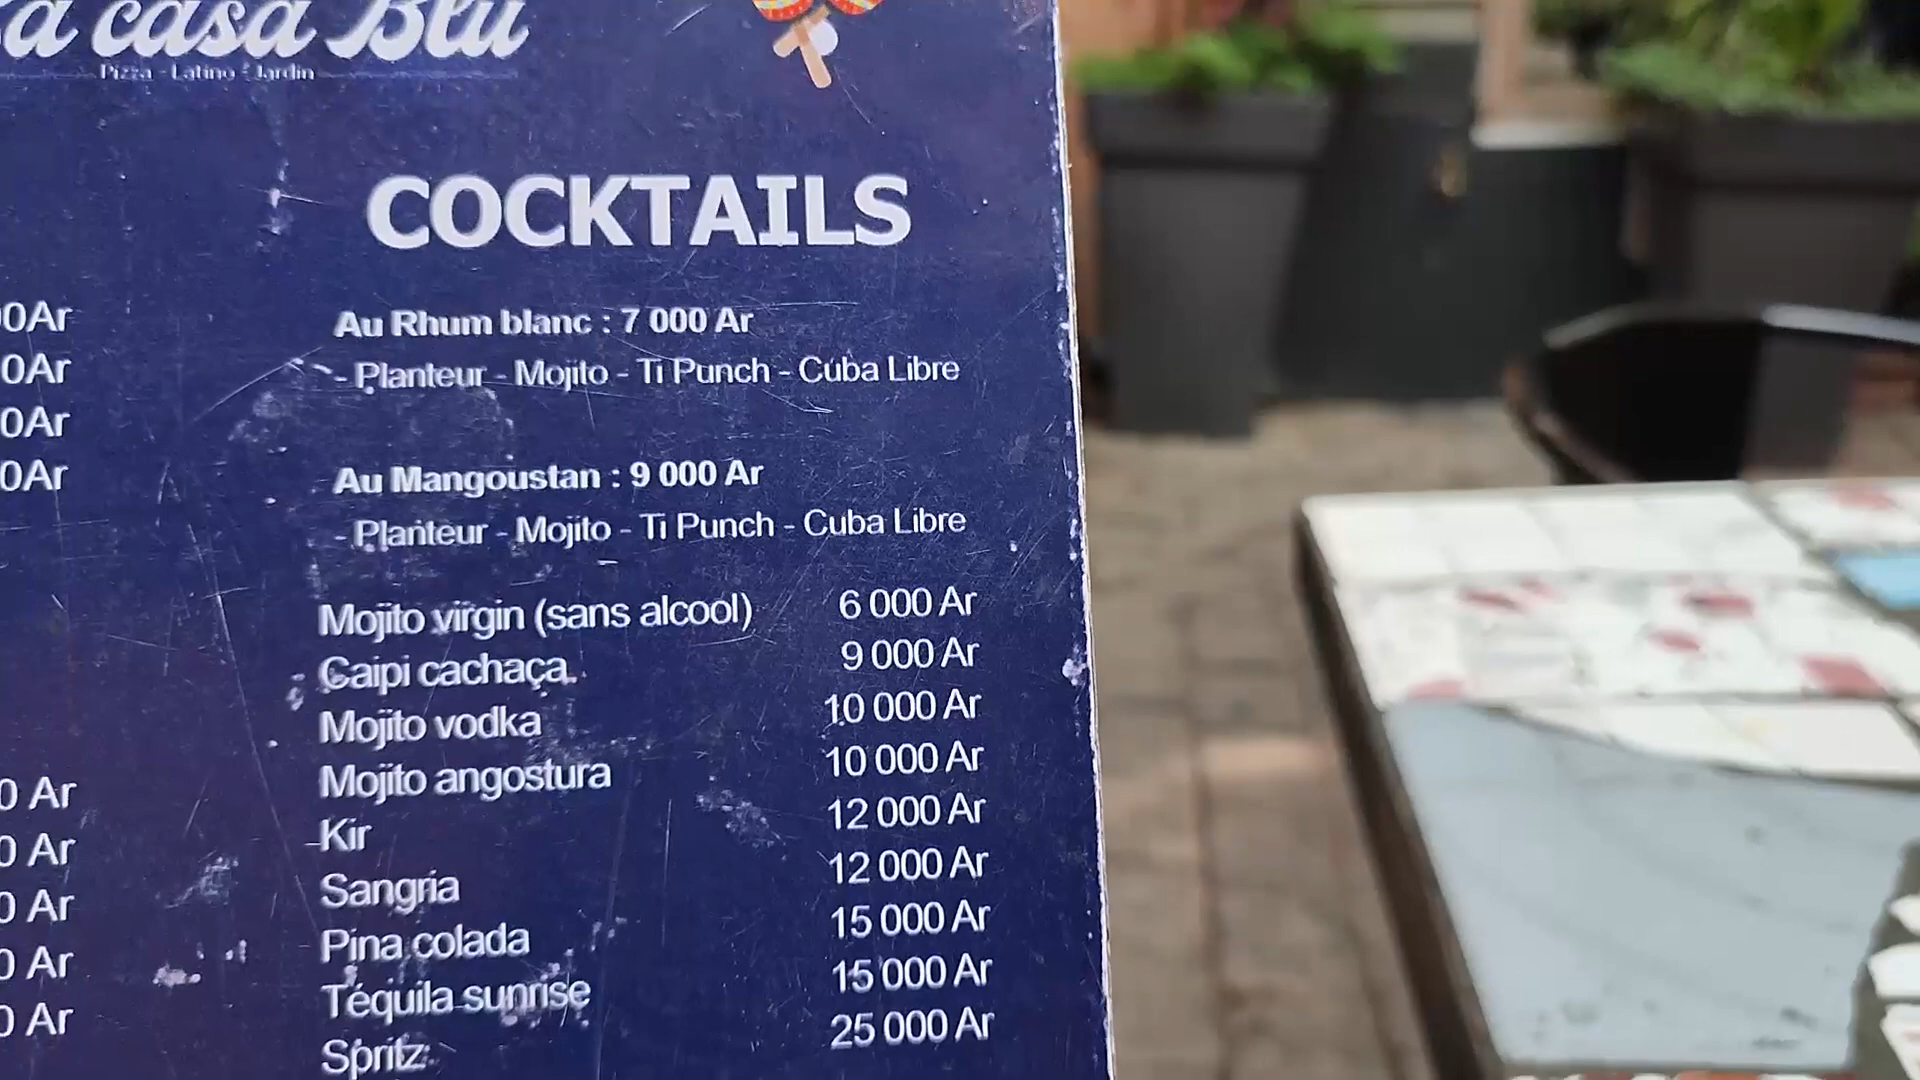 a casa Blu
Pizza - Latino - Jardin
COCKTAILS
Au Rhum blanc : 7 000 Ar
- Planteur - Mojito - Ti Punch - Cuba Libre
Au Mangoustan : 9 000 Ar
- Planteur - Mojito - Ti Punch - Cuba Libre
Mojito virgin (sans alcool) 6 000 Ar
Caipi cachaça 9 000 Ar
Mojito vodka 10 000 Ar
Mojito angostura 10 000 Ar
Kir 12 000 Ar
Sangria 12 000 Ar
Pina colada 15 000 Ar
Téquila sunrise 15 000 Ar
Spritz 25 000 Ar
0Ar
0Ar
0Ar
0Ar
0 Ar
0 Ar
0 Ar
0 Ar
0 Ar